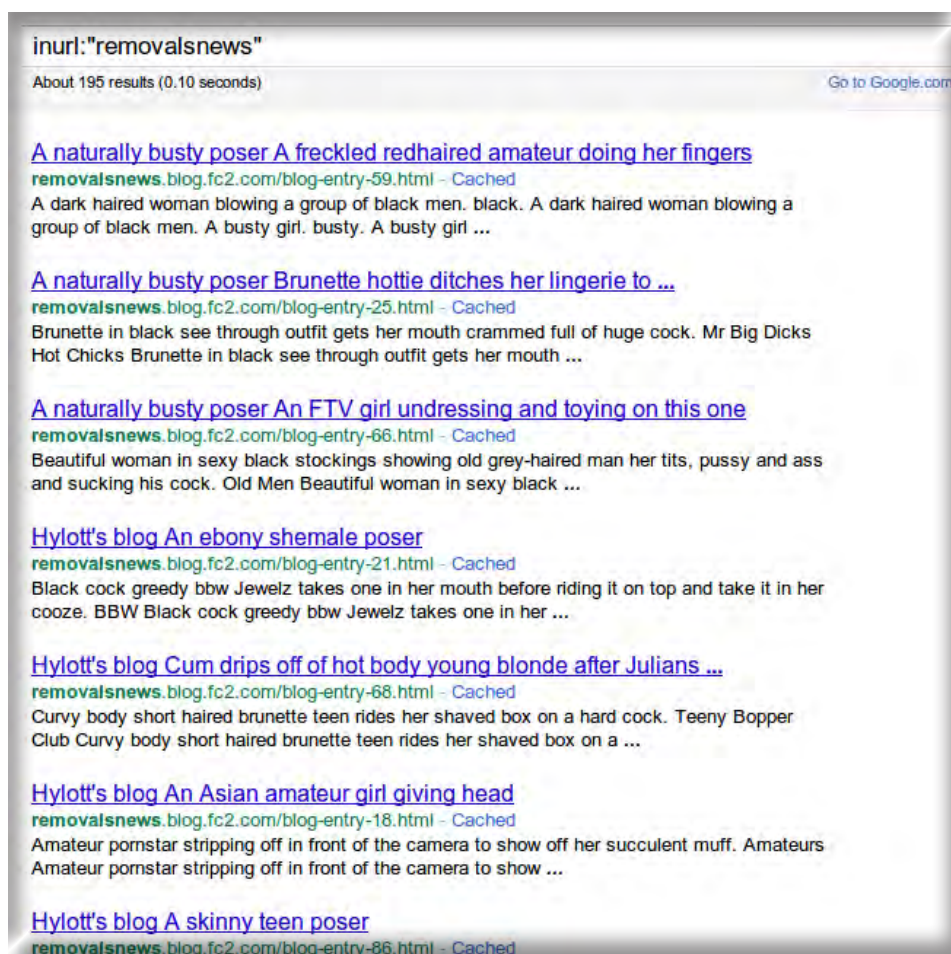 inurl:"removalsnews"
About 195 results (0.10 seconds) Go to Google.com
A naturally busty poser A freckled redhaired amateur doing her fingers
removalsnews.blog.fc2.com/blog-entry-59.html - Cached
A dark haired woman blowing a group of black men. black. A dark haired woman blowing a
group of black men. A busty girl. busty. A busty girl ...
A naturally busty poser Brunette hottie ditches her lingerie to ...
removalsnews.blog.fc2.com/blog-entry-25.html - Cached
Brunette in black see through outfit gets her mouth crammed full of huge cock. Mr Big Dicks
Hot Chicks Brunette in black see through outfit gets her mouth ...
A naturally busty poser An FTV girl undressing and toying on this one
removalsnews.blog.fc2.com/blog-entry-66.html - Cached
Beautiful woman in sexy black stockings showing old grey-haired man her tits, pussy and ass
and sucking his cock. Old Men Beautiful woman in sexy black ...
Hylott's blog An ebony shemale poser
removalsnews.blog.fc2.com/blog-entry-21.html - Cached
Black cock greedy bbw Jewelz takes one in her mouth before riding it on top and take it in her
cooze. BBW Black cock greedy bbw Jewelz takes one in her ...
Hylott's blog Cum drips off of hot body young blonde after Julians ...
removalsnews.blog.fc2.com/blog-entry-68.html - Cached
Curvy body short haired brunette teen rides her shaved box on a hard cock. Teeny Bopper
Club Curvy body short haired brunette teen rides her shaved box on a ...
Hylott's blog An Asian amateur girl giving head
removalsnews.blog.fc2.com/blog-entry-18.html - Cached
Amateur pornstar stripping off in front of the camera to show off her succulent muff. Amateurs
Amateur pornstar stripping off in front of the camera to show ...
Hylott's blog A skinny teen poser
removalsnews.blog.fc2.com/blog-entry-86.html - Cached